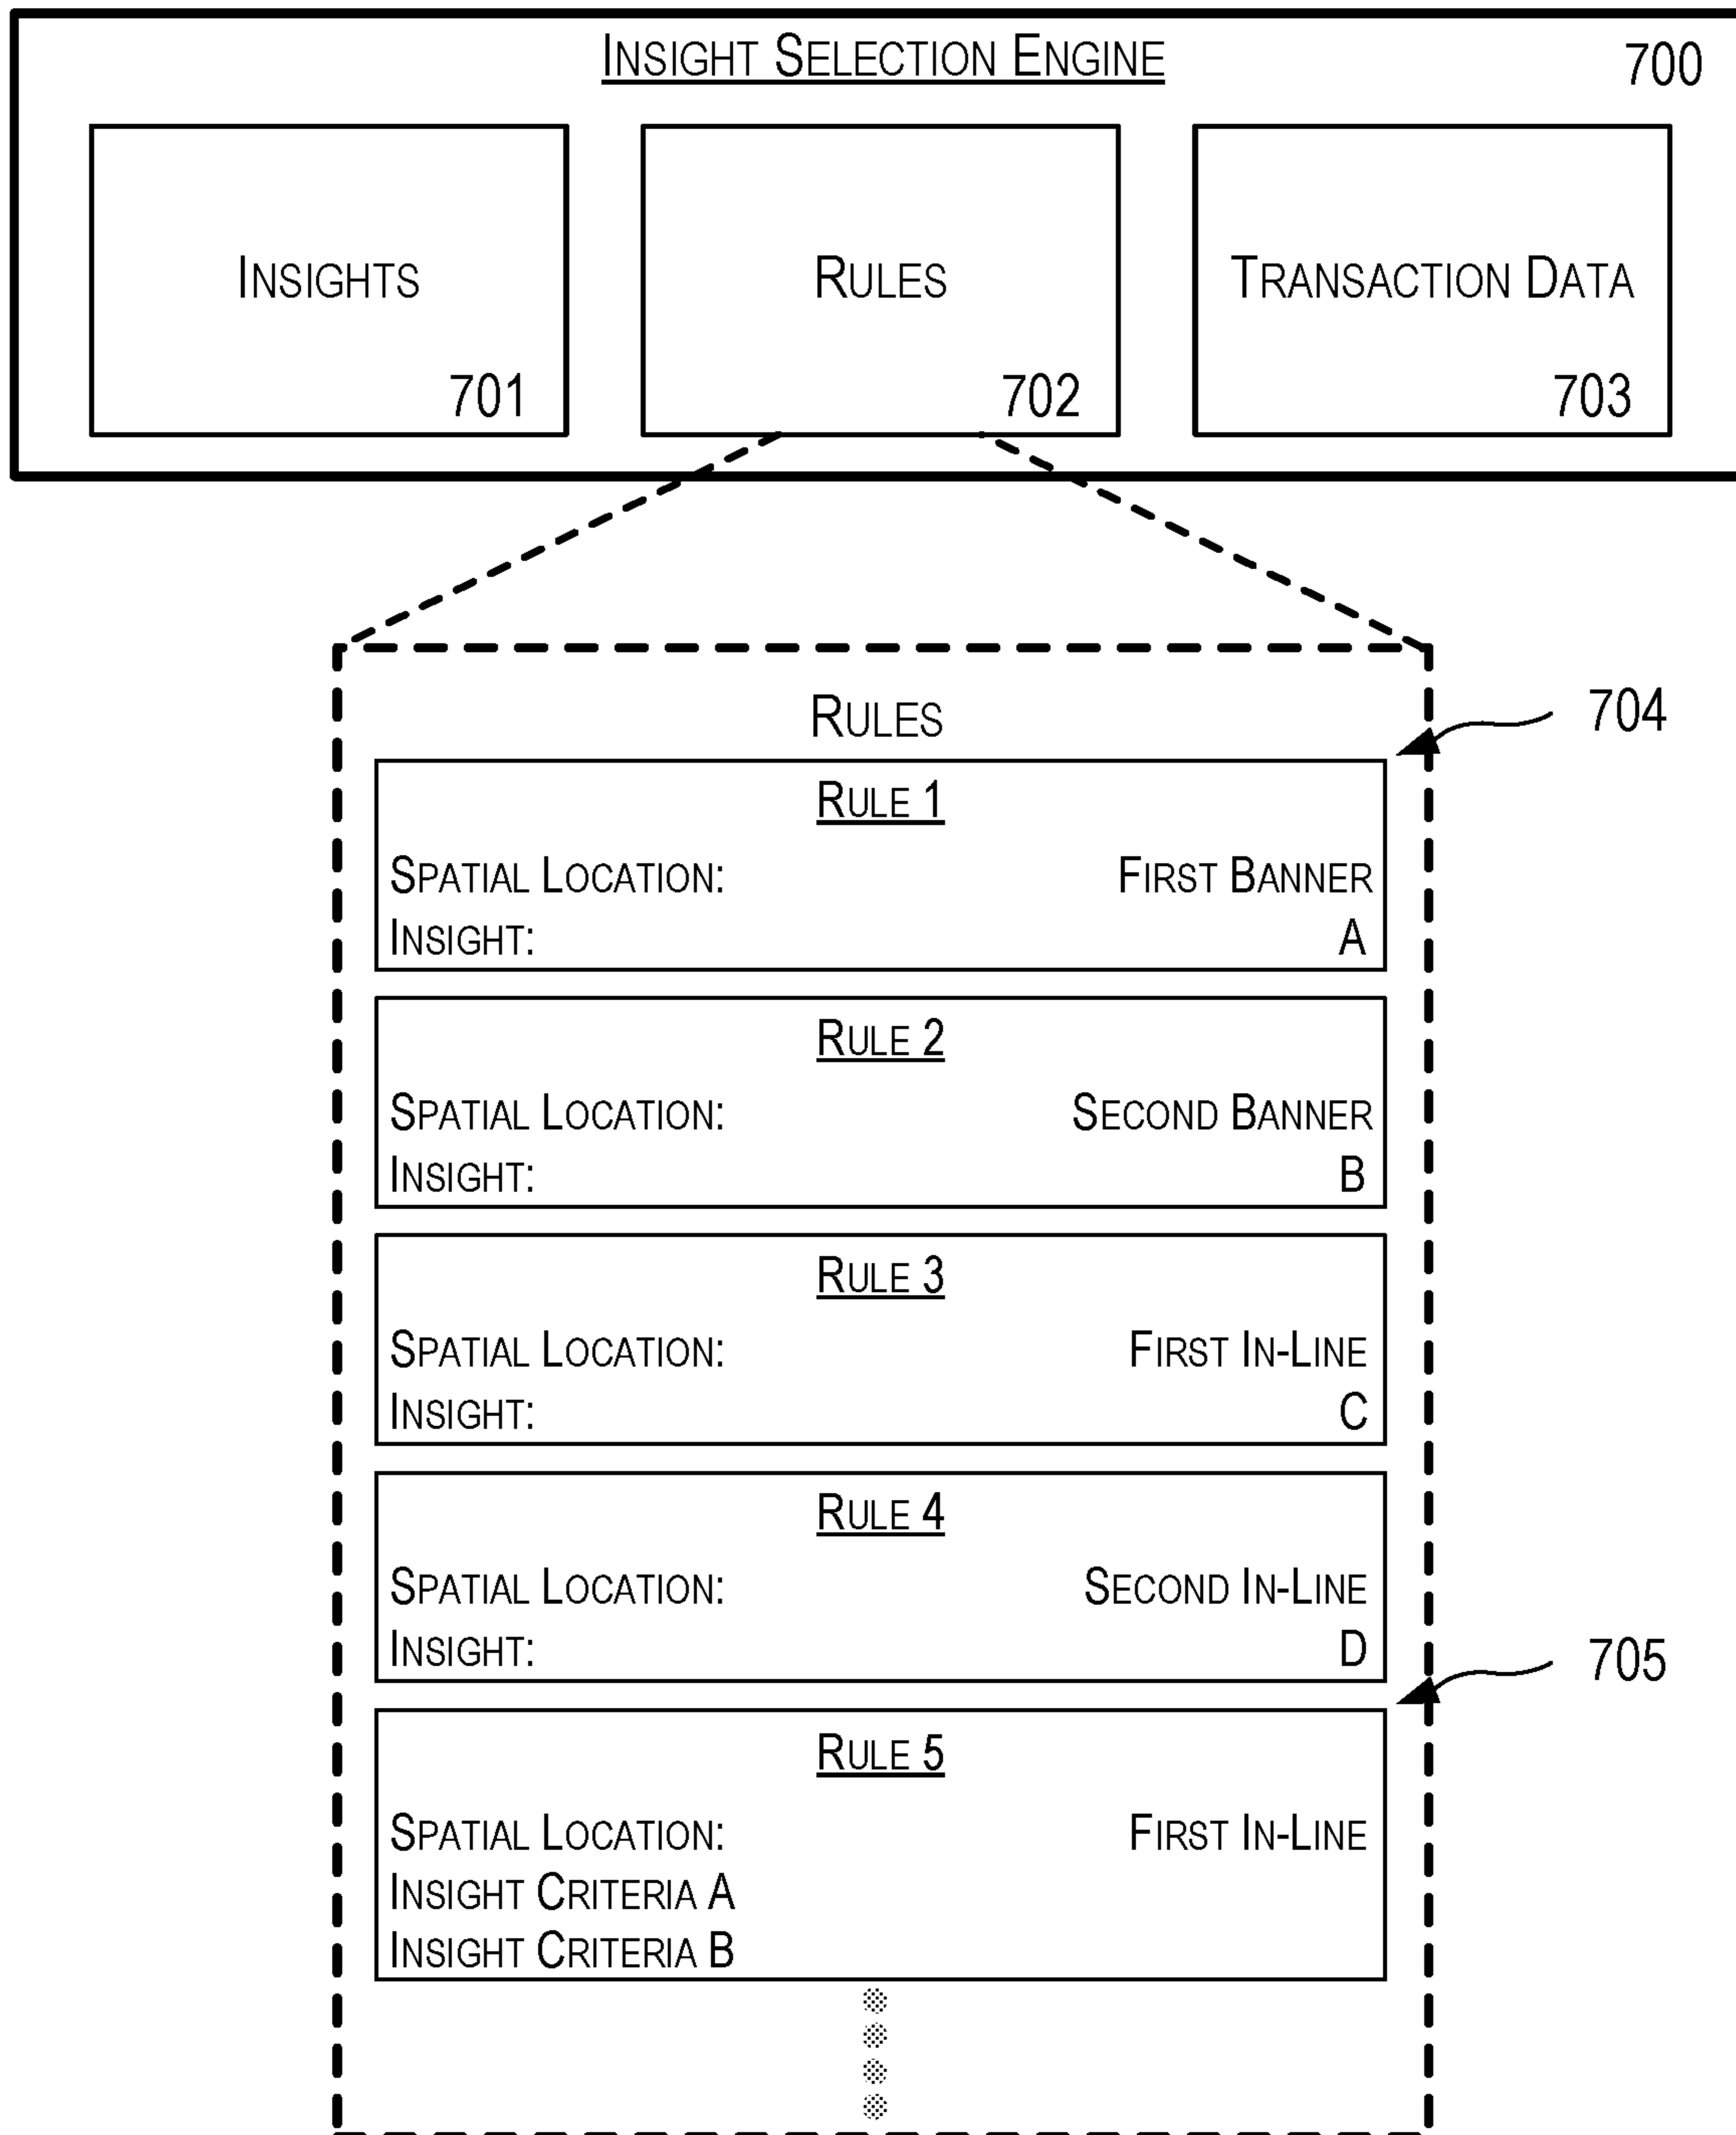 INSIGHT SELECTION ENGINE 700
INSIGHTS
701
RULES
702
TRANSACTION DATA
703
RULES
704
RULE 1
SPATIAL LOCATION: FIRST BANNER
INSIGHT: A
RULE 2
SPATIAL LOCATION: SECOND BANNER
INSIGHT: B
RULE 3
SPATIAL LOCATION: FIRST IN-LINE
INSIGHT: C
RULE 4
SPATIAL LOCATION: SECOND IN-LINE
INSIGHT: D
705
RULE 5
SPATIAL LOCATION: FIRST IN-LINE
INSIGHT CRITERIA A
INSIGHT CRITERIA B